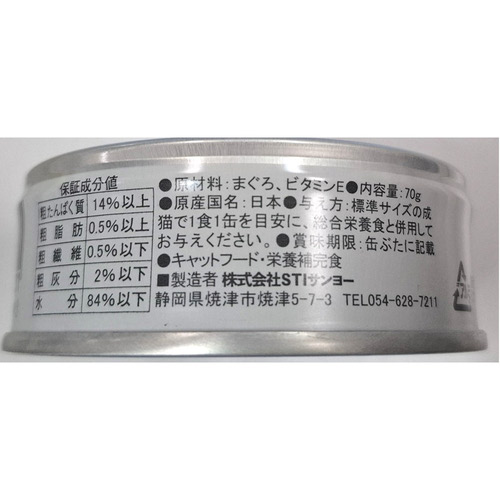 保証成分値
粗たんぱく質 14%以上
粗脂肪 0.5%以上
粗繊維 0.5%以下
粗灰分 2%以下
水分 84%以下
●原材料:まぐろ、ビタミンE●内容量:70g
●原産国名:日本●与え方:標準サイズの成
猫で1食1缶を目安に、総合栄養食と併用して
お与えください。●賞味期限:缶ぶたに記載
●キャットフード・栄養補完食
■製造者 株式会社STIサンヨー
静岡県焼津市焼津5-7-3 TEL054-628-7211